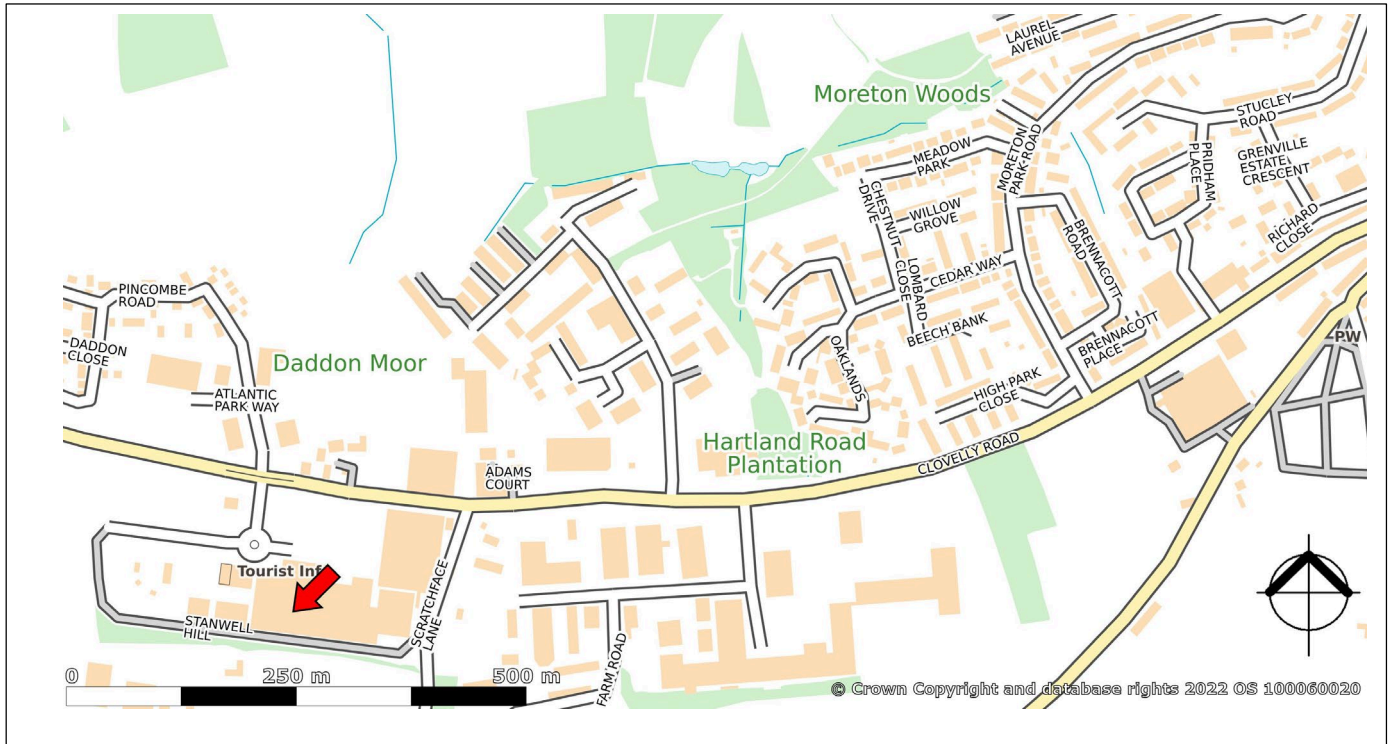 LAUREL
AVENUE
Moreton Woods
STUCLEY
ROAD
MEADOW
PARK
MORETON
PARK ROAD
PRIDHAM
PLACE
GRENVILLE
ESTATE
CRESCENT
CHESTNUT
DRIVE
WILLOW
GROVE
RICHARD
CLOSE
BRENNACOTT
ROAD
CEDAR WAY
LOMBARD
CLOSE
PINCOMBE
ROAD
BEECH BANK
BRENNACOTT
PLACE
PW
DADDON
CLOSE
Daddon Moor
OAKLANDS
ATLANTIC
PARK WAY
HIGH PARK
CLOSE
Hartland Road
Plantation
CLOVELLY ROAD
ADAMS
COURT
Tourist Inf
SCRATCHFACE
LANE
STANWELL
HILL
FARM ROAD
0 250 m 500 m
© Crown Copyright and database rights 2022 OS 100060020